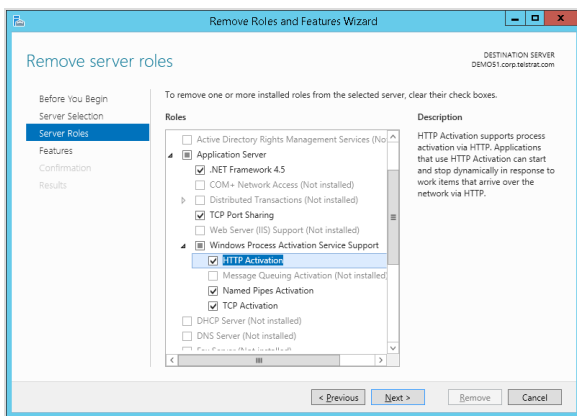 Remove Roles and Features Wizard
Remove server roles
DESTINATION SERVER
DEMO51.corp.telstrat.com
Before You Begin
Server Selection
Server Roles
Features
Confirmation
Results
To remove one or more installed roles from the selected server, clear their check boxes.
Roles
Active Directory Rights Management Services (No
Application Server
.NET Framework 4.5
COM+ Network Access (Not installed)
Distributed Transactions (Not installed)
TCP Port Sharing
Web Server (IIS) Support (Not installed)
Windows Process Activation Service Support
HTTP Activation
Message Queuing Activation (Not installed)
Named Pipes Activation
TCP Activation
DHCP Server (Not installed)
DNS Server (Not installed)
Description
HTTP Activation supports process
activation via HTTP. Applications
that use HTTP Activation can start
and stop dynamically in response to
work items that arrive over the
network via HTTP.
< Previous
Next >
Remove
Cancel